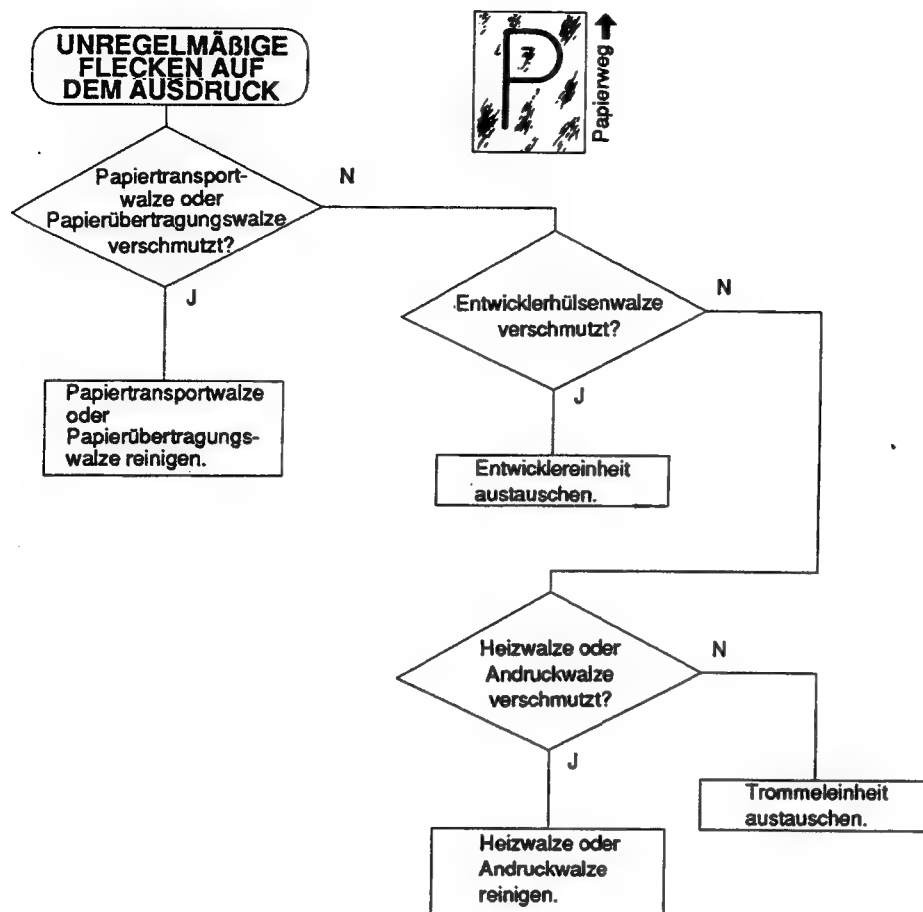 UNREGELMÄßIGE
FLECKEN AUF
DEM AUSDRUCK
P
Papierweg
Papiertransport-
walze oder
Papierübertragungswalze
verschmutzt?
N
J
Papiertransportwalze
oder
Papierübertragungs-
walze reinigen.
Entwicklerhülsenwalze
verschmutzt?
N
J
Entwicklereinheit
austauschen.
Heizwalze oder
Andruckwalze
verschmutzt?
N
J
Trommeleinheit
austauschen.
Heizwalze oder
Andruckwalze
reinigen.